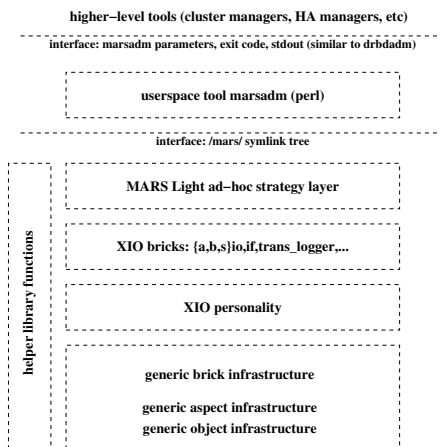 higher−level tools (cluster managers, HA managers, etc)
interface: marsadm parameters, exit code, stdout (similar to drbdadm)
userspace tool marsadm (perl)
interface: /mars/ symlink tree
MARS Light ad−hoc strategy layer
XIO bricks: {a,b,s}io,if,trans_logger,...
XIO personality
helper library functions
generic brick infrastructure
generic aspect infrastructure
generic object infrastructure